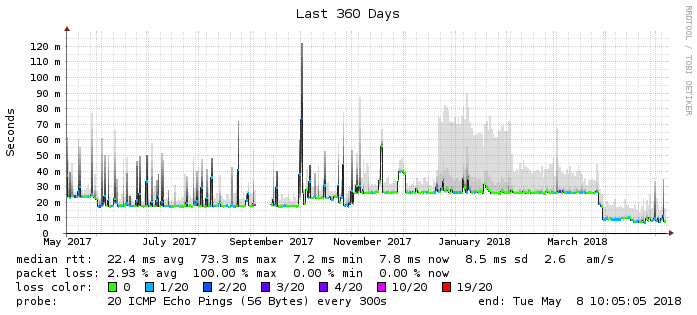 Last 360 Days
RRDTOOL / TOBI OETIKER
Seconds
120 m
110 m
100 m
90 m
80 m
70 m
60 m
50 m
40 m
30 m
20 m
10 m
0
May 2017 July 2017 September 2017 November 2017 January 2018 March 2018
median rtt: 22.4 ms avg 73.3 ms max 7.2 ms min 7.8 ms now 8.5 ms sd 2.6 am/s
packet loss: 2.93 % avg 100.00 % max 0.00 % min 0.00 % now
loss color: 0 1/20 2/20 3/20 4/20 10/20 19/20
probe: 20 ICMP Echo Pings (56 Bytes) every 300s end: Tue May 8 10:05:05 2018